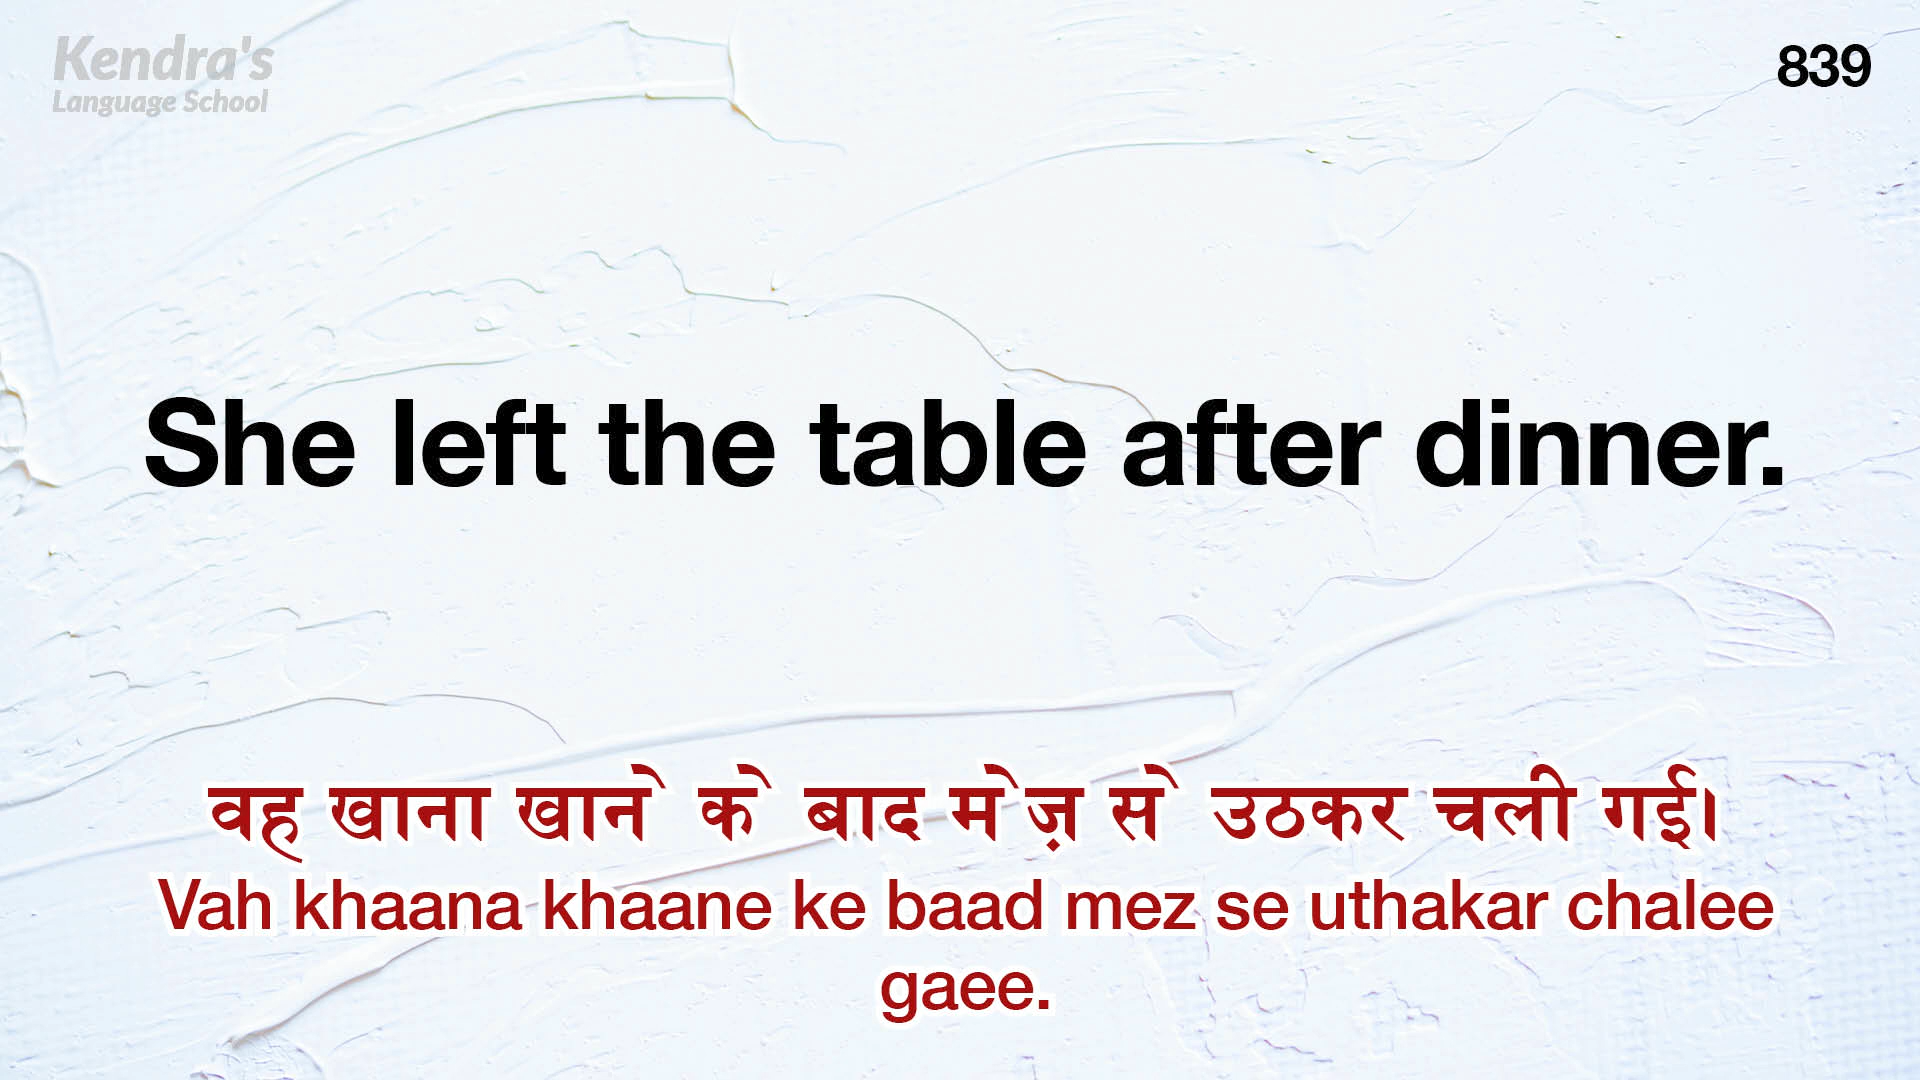 Kendra's
Language School
839
She left the table after dinner.
वह खाना खाने के बाद मेज़ से उठकर चली गई।
Vah khaana khaane ke baad mez se uthakar chalee
gaee.